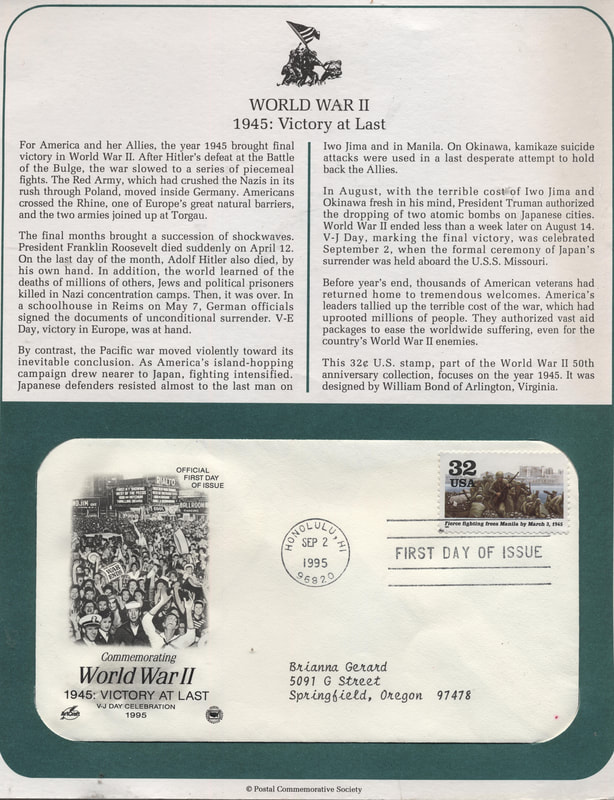 WORLD WAR II
1945: Victory at Last
For America and her Allies, the year 1945 brought final
victory in World War II. After Hitler's defeat at the Battle
of the Bulge, the war slowed to a series of piecemeal
fights. The Red Army, which had crushed the Nazis in its
rush through Poland, moved inside Germany. Americans
crossed the Rhine, one of Europe's great natural barriers,
and the two armies joined up at Torgau.
The final months brought a succession of shockwaves.
President Franklin Roosevelt died suddenly on April 12.
On the last day of the month, Adolf Hitler also died, by
his own hand. In addition, the world learned of the
deaths of millions of others, Jews and political prisoners
killed in Nazi concentration camps. Then, it was over. In
a schoolhouse in Reims on May 7, German officials
signed the documents of unconditional surrender. V-E
Day, victory in Europe, was at hand.
By contrast, the Pacific war moved violently toward its
inevitable conclusion. As America's island-hopping
campaign drew nearer to Japan, fighting intensified.
Japanese defenders resisted almost to the last man on
Iwo Jima and in Manila. On Okinawa, kamikaze suicide
attacks were used in a last desperate attempt to hold
back the Allies.
In August, with the terrible cost of Iwo Jima and
Okinawa fresh in his mind, President Truman authorized
the dropping of two atomic bombs on Japanese cities.
World War II ended less than a week later on August 14.
V-J Day, marking the final victory, was celebrated
September 2, when the formal ceremony of Japan's
surrender was held aboard the U.S.S. Missouri.
Before year's end, thousands of American veterans had
returned home to tremendous welcomes. America's
leaders tallied up the terrible cost of the war, which had
uprooted millions of people. They authorized vast aid
packages to ease the worldwide suffering, even for the
country's World War II enemies.
This 32¢ U.S. stamp, part of the World War II 50th
anniversary collection, focuses on the year 1945. It was
designed by William Bond of Arlington, Virginia.
OFFICIAL
FIRST DAY
OF ISSUE
RIALTO
BALLROOM
32
USA
Fierce fighting frees Manila by March 3, 1945
HONOLULU, HI
SEP 2
1995
96820
FIRST DAY OF ISSUE
Commemorating
World War II
1945: VICTORY AT LAST
V-J DAY CELEBRATION
1995
ArtCraft
Brianna Gerard
5091 G Street
Springfield, Oregon 97478
© Postal Commemorative Society